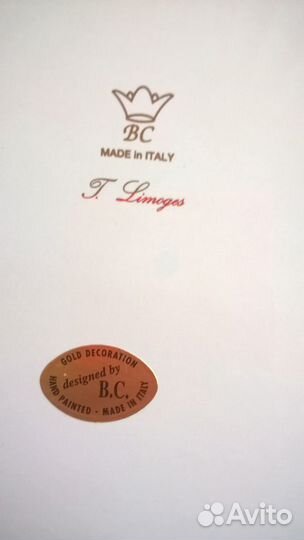 BC
MADE in ITALY
T. Limoges
GOLD DECORATION
designed by
B.C.
HAND PAINTED - MADE IN ITALY
Avito